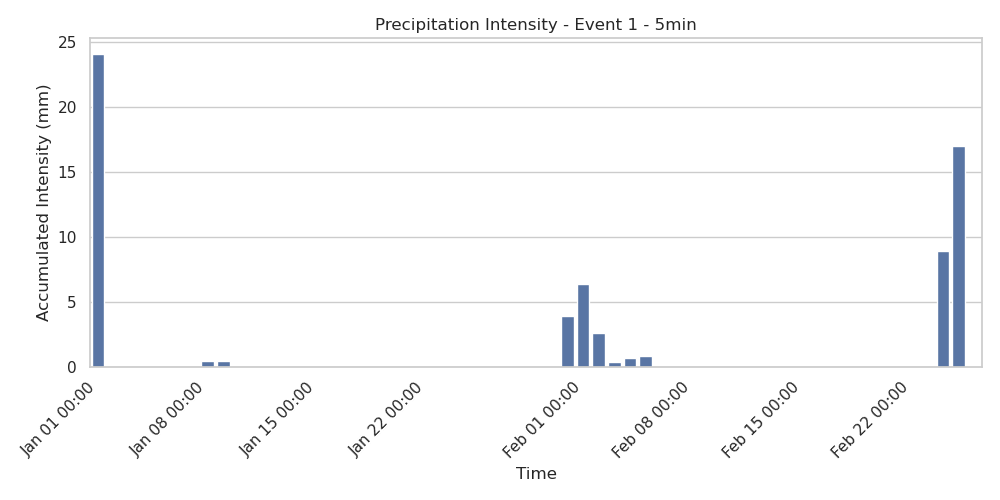 Precipitation Intensity - Event 1 - 5min
Accumulated Intensity (mm)
25
20
15
10
5
0
Jan 01 00:00
Jan 08 00:00
Jan 15 00:00
Jan 22 00:00
Feb 01 00:00
Feb 08 00:00
Feb 15 00:00
Feb 22 00:00
Time